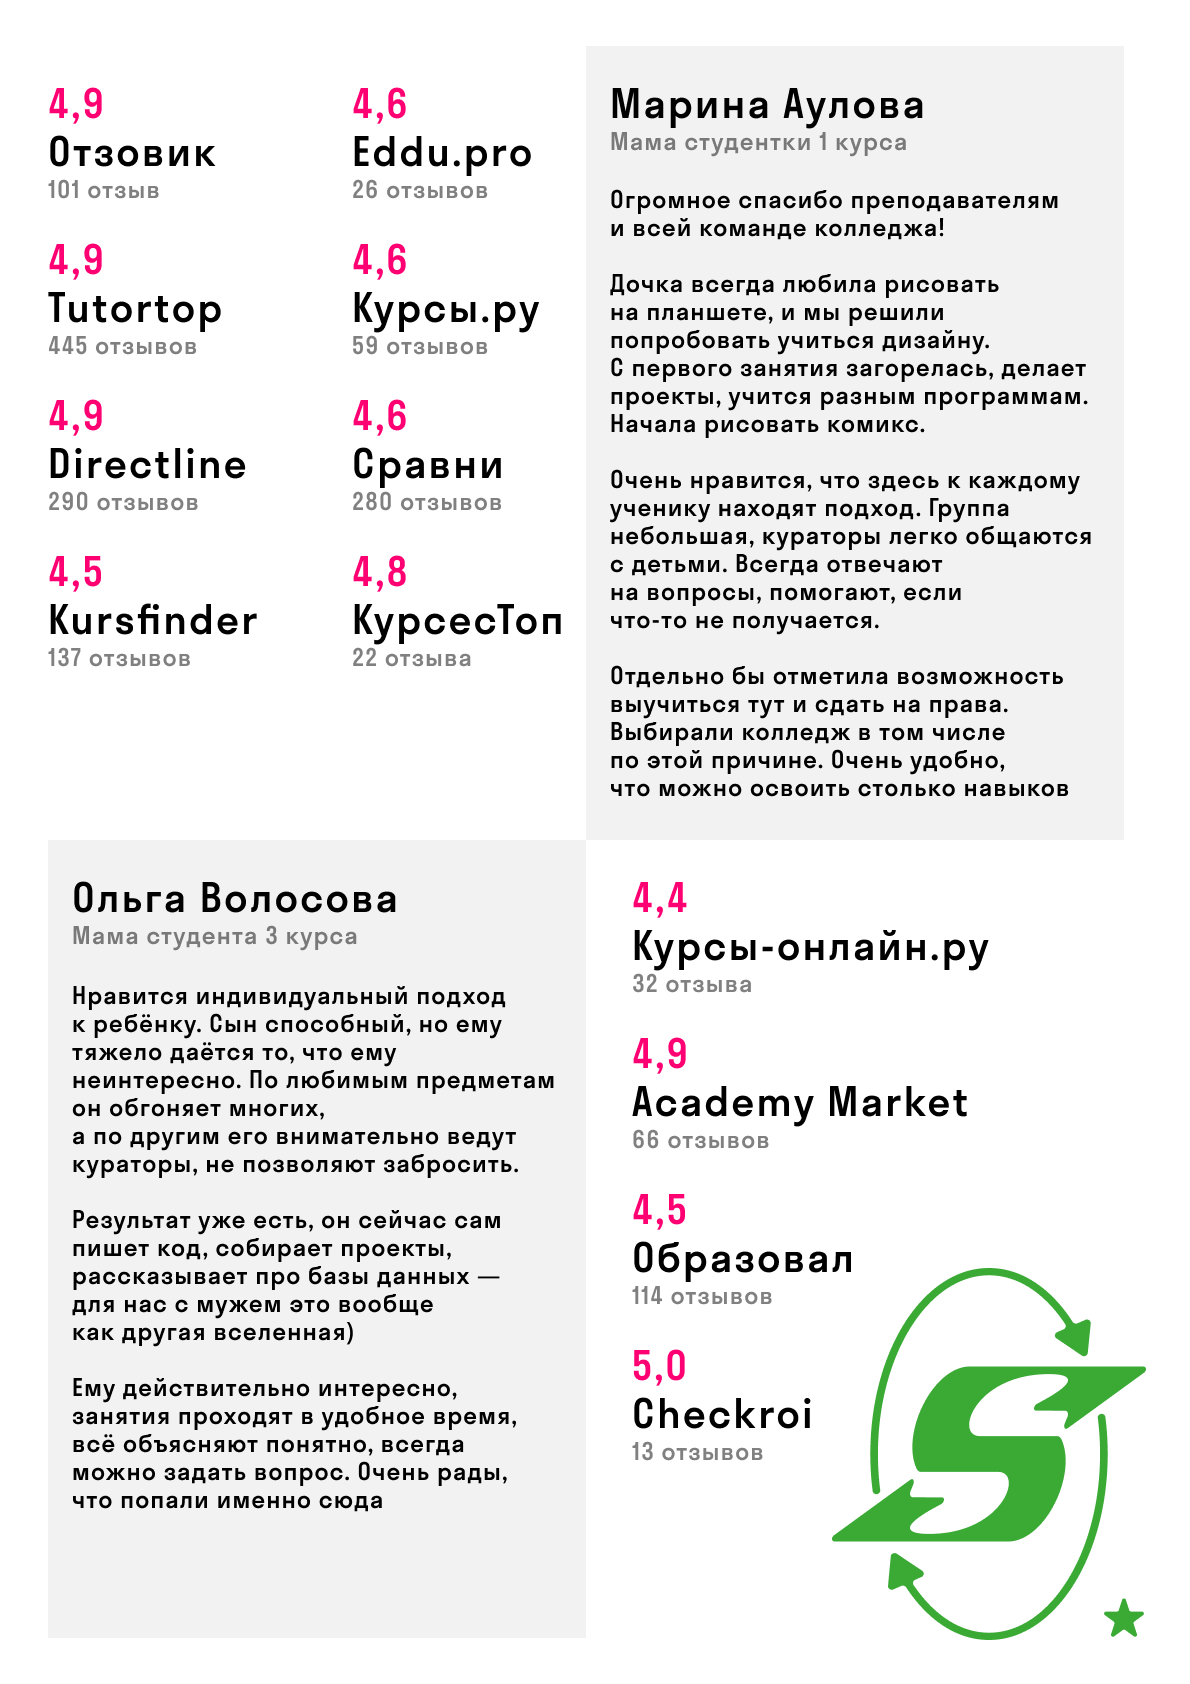 4,9
Отзовик
101 отзыв
4,9
Tutortop
445 отзывов
4,9
Directline
290 отзывов
4,5
Kursfinder
137 отзывов
4,6
Eddu.pro
26 отзывов
4,6
Курсы.ру
59 отзывов
4,6
Сравни
280 отзывов
4,8
КурсесТоп
22 отзыва
Марина Аулова
Мама студентки 1 курса
Огромное спасибо преподавателям
и всей команде колледжа!
Дочка всегда любила рисовать
на планшете, и мы решили
попробовать учиться дизайну.
С первого занятия загорелась, делает
проекты, учится разным программам.
Начала рисовать комикс.
Очень нравится, что здесь к каждому
ученику находят подход. Группа
небольшая, кураторы легко общаются
с детьми. Всегда отвечают
на вопросы, помогают, если
что-то не получается.
Отдельно бы отметила возможность
выучиться тут и сдать на права.
Выбирали колледж в том числе
по этой причине. Очень удобно,
что можно освоить столько навыков
Ольга Волосова
Мама студента 3 курса
Нравится индивидуальный подход
к ребёнку. Сын способный, но ему
тяжело даётся то, что ему
неинтересно. По любимым предметам
он обгоняет многих,
а по другим его внимательно ведут
кураторы, не позволяют забросить.
Результат уже есть, он сейчас сам
пишет код, собирает проекты,
рассказывает про базы данных —
для нас с мужем это вообще
как другая вселенная)
Ему действительно интересно,
занятия проходят в удобное время,
всё объясняют понятно, всегда
можно задать вопрос. Очень рады,
что попали именно сюда
4,4
Курсы-онлайн.ру
32 отзыва
4,9
Academy Market
66 отзывов
4,5
Образовал
114 отзывов
5,0
Checkroi
13 отзывов
S